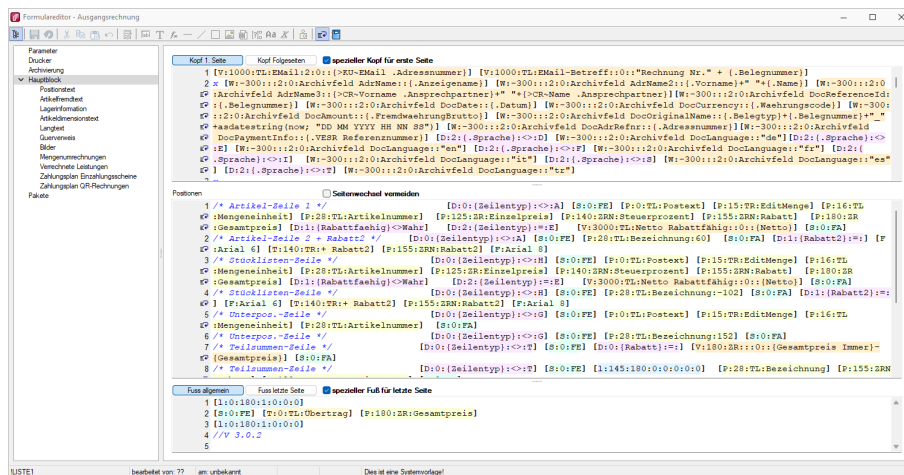 Formulareditor - Ausgangsrechnung
Parameter
Drucker
Archivierung
Hauptblock
Positionstext
Artikelfremdtext
Lagerinformation
Artikeldimensionstext
Langtext
Querverweis
Bilder
Mengenumrechnungen
Verrechnete Leistungen
Zahlungsplan Einzahlungsscheine
Zahlungsplan QR-Rechnungen
Pakete
Kopf 1. Seite Kopf Folgeseiten spezieller Kopf für erste Seite
1 [V:1000:TL:EMail:2:0::{>KU~EMail .Adressnummer}] [V:1000:TL:EMail-Betreff::0::"Rechnung Nr." + {.Belegnummer}]
2 x [W:-300:::2:0:Archivfeld AdrName::{.Anzeigename}] [W:-300:::2:0:Archivfeld AdrName2::{.Vorname}+" "+{.Name}] [W:-300:::2:0
:Archivfeld AdrName3::{>CR~Vorname .Ansprechpartner}+" "+{>CR~Name .Ansprechpartner}][W:-300:::2:0:Archivfeld DocReferenceId:
:{.Belegnummer}] [W:-300:::2:0:Archivfeld DocDate::{.Datum}] [W:-300:::2:0:Archivfeld DocCurrency::{.Waehrungscode}] [W:-300:
::2:0:Archivfeld DocAmount::{.FremdwaehrungBrutto}] [W:-300:::2:0:Archivfeld DocOriginalName::{.Belegtyp}+{.Belegnummer}+"_"
+asdatestring(now; "DD MM YYYY HH NN SS")] [W:-300:::2:0:Archivfeld DocAdrRefnr::{.Adressnummer}][W:-300:::2:0:Archivfeld
DocPaymentInfo::{.VESR Referenznummer}] [D:2:{.Sprache}:<>:D] [W:-300:::2:0:Archivfeld DocLanguage::"de"][D:2:{.Sprache}:<>
:E] [W:-300:::2:0:Archivfeld DocLanguage::"en"] [D:2:{.Sprache}:<>:F] [W:-300:::2:0:Archivfeld DocLanguage::"fr"] [D:2:{
.Sprache}:<>:I] [W:-300:::2:0:Archivfeld DocLanguage::"it"] [D:2:{.Sprache}:<>:S] [W:-300:::2:0:Archivfeld DocLanguage::"es"
] [D:2:{.Sprache}:<>:T] [W:-300:::2:0:Archivfeld DocLanguage::"tr"]
Positionen Seitenwechsel vermeiden
1 /* Artikel-Zeile 1 */ [D:0:{Zeilentyp}:<>:A] [S:0:FE] [P:0:TL:Postext] [P:15:TR:EditMenge] [P:16:TL
:Mengeneinheit] [P:28:TL:Artikelnummer] [P:125:ZR:Einzelpreis] [P:140:ZRN:Steuerprozent] [P:155:ZRN:Rabatt] [P:180:ZR
:Gesamtpreis] [D:1:{Rabattfaehig}<>Wahr] [D:2:{Zeilentyp}:=:E] [V:3000:TL:Netto Rabattfähig::0::{Netto}] [S:0:FA]
2 /* Artikel-Zeile 2 + Rabatt2 */ [D:0:{Zeilentyp}:<>:A] [S:0:FE] [P:28:TL:Bezeichnung:60] [S:0:FA] [D:1:{Rabatt2}:=:] [F
:Arial 6] [T:140:TR:+ Rabatt2] [P:155:ZRN:Rabatt2] [F:Arial 8]
3 /* Stücklisten-Zeile */ [D:0:{Zeilentyp}:<>:H] [S:0:FE] [P:0:TL:Postext] [P:15:TR:EditMenge] [P:16:TL
:Mengeneinheit] [P:28:TL:Artikelnummer] [P:125:ZR:Einzelpreis] [P:140:ZRN:Steuerprozent] [P:155:ZRN:Rabatt] [P:180:ZR
:Gesamtpreis] [D:1:{Rabattfaehig}<>Wahr] [D:2:{Zeilentyp}:=:E] [V:3000:TL:Netto Rabattfähig::0::{Netto}] [S:0:FA]
4 /* Stücklisten-Zeile */ [D:0:{Zeilentyp}:<>:H] [S:0:FE] [P:28:TL:Bezeichnung:-102] [S:0:FA] [D:1:{Rabatt2}:=:
] [F:Arial 6] [T:140:TR:+ Rabatt2] [P:155:ZRN:Rabatt2] [F:Arial 8]
5 /* Unterpos.-Zeile */ [D:0:{Zeilentyp}:<>:G] [S:0:FE] [P:0:TL:Postext] [P:15:TR:EditMenge] [P:16:TL
:Mengeneinheit] [P:28:TL:Artikelnummer] [S:0:FA]
6 /* Unterpos.-Zeile */ [D:0:{Zeilentyp}:<>:G] [S:0:FE] [P:28:TL:Bezeichnung:152] [S:0:FA]
7 /* Teilsummen-Zeile */ [D:0:{Zeilentyp}:<>:T] [S:0:FE] [D:0:{Rabatt}:=:] [V:180:ZR:::0::{Gesamtpreis Immer}-
{Gesamtpreis}] [S:0:FA]
8 /* Teilsummen-Zeile */ [D:0:{Zeilentyp}:<>:T] [S:0:FE] [l:145:180:0:0:0:0:0] [P:28:TL:Bezeichnung] [P:155:ZRN
Fuss allgemein Fuss letzte Seite spezieller Fuß für letzte Seite
1 [l:0:180:1:0:0:0]
2 [S:0:FE] [T:0:TL:Übertrag] [P:180:ZR:Gesamtpreis]
3 [l:0:180:1:0:0:0]
4 //V 3.0.2
5
!LISTE1 bearbeitet von: ?? am: unbekannt Dies ist eine Systemvorlage!